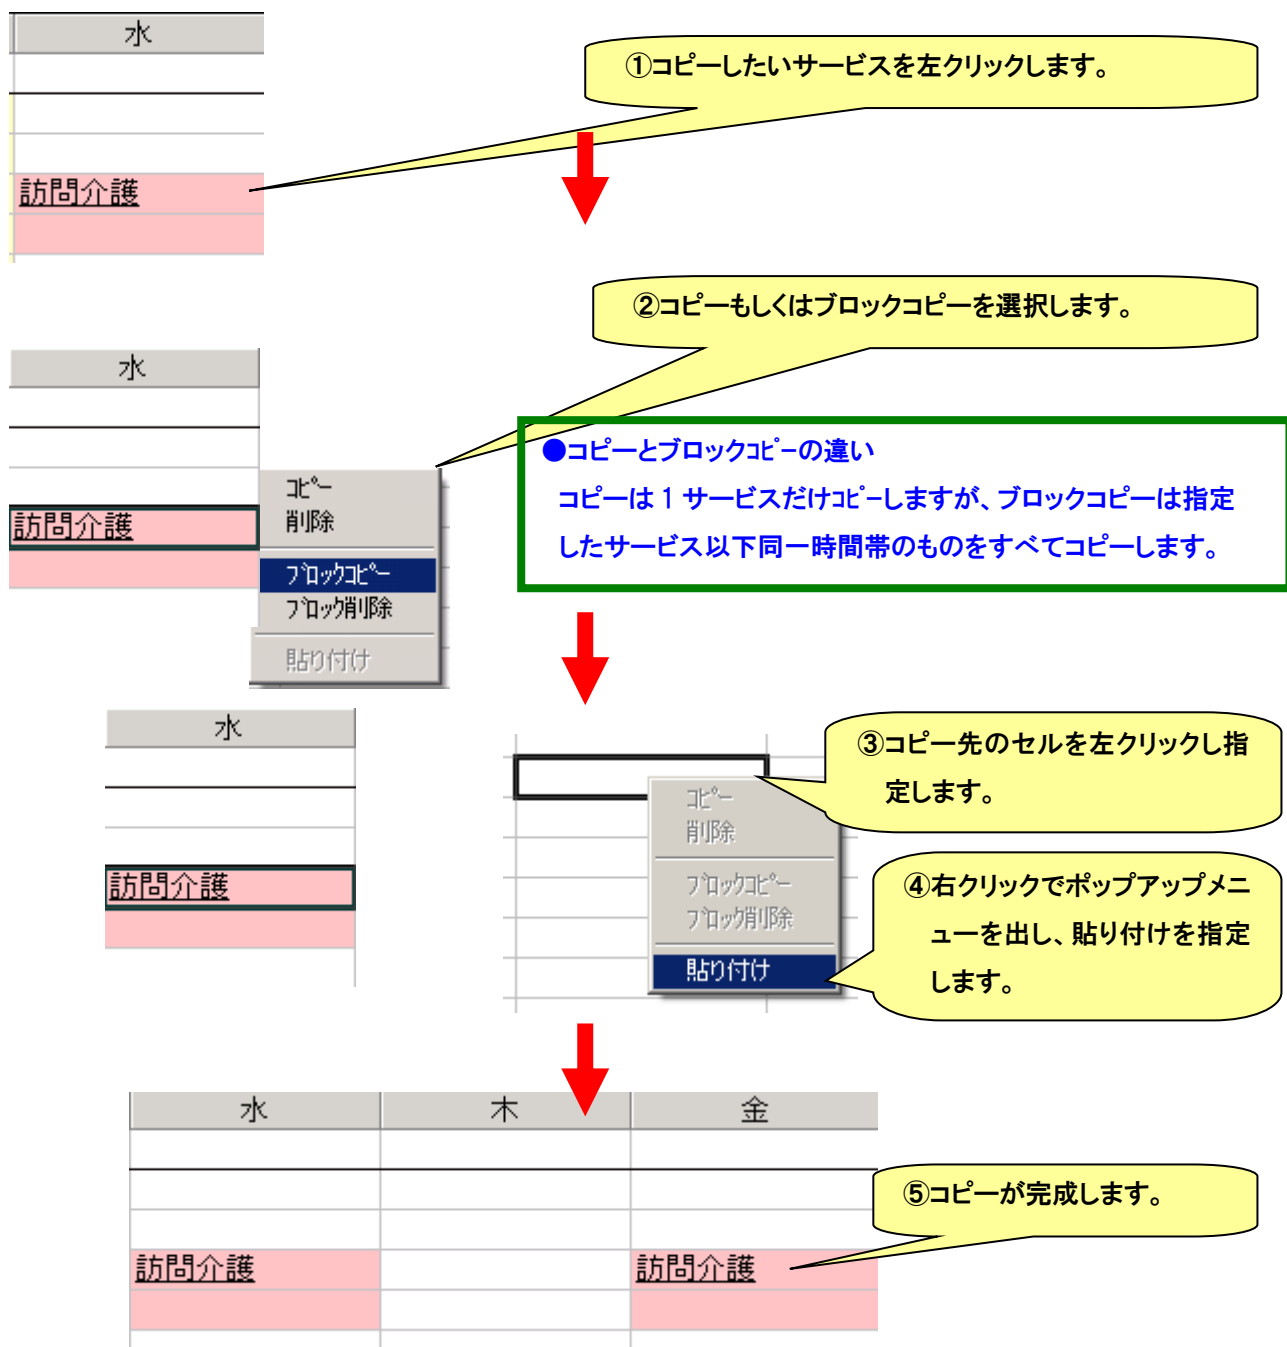 水
①コピーしたいサービスを左クリックします。
訪問介護
②コピーもしくはブロックコピーを選択します。
水
訪問介護
ｺﾋﾟｰ
削除
ﾌﾞﾛｯｸｺﾋﾟｰ
ﾌﾞﾛｯｸ削除
貼り付け
●コピーとブロックｺﾋﾟｰの違い
コピーは１サービスだけｺﾋﾟｰしますが、ブロックコピーは指定
したサービス以下同一時間帯のものをすべてコピーします。
水
訪問介護
③コピー先のセルを左クリックし指
定します。
ｺﾋﾟｰ
削除
ﾌﾞﾛｯｸｺﾋﾟｰ
ﾌﾞﾛｯｸ削除
貼り付け
④右クリックでポップアップメニ
ューを出し、貼り付けを指定
します。
水 木 金
⑤コピーが完成します。
訪問介護 訪問介護